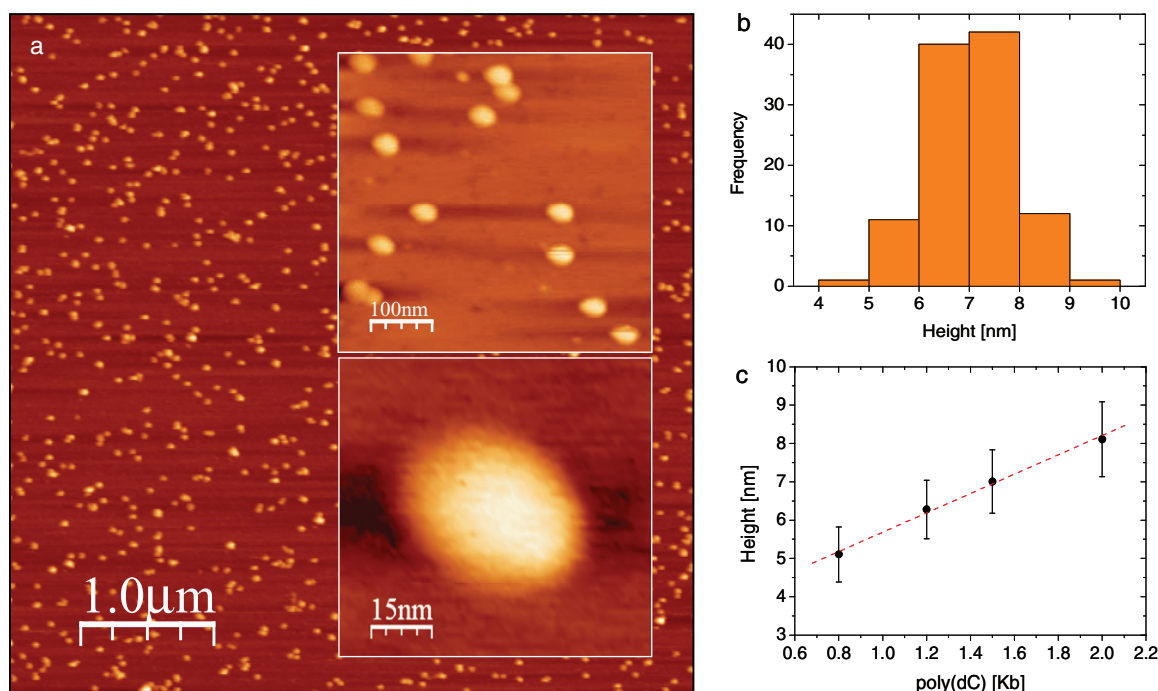 a
100nm
15nm
1.0μm
b
40
30
20
10
0
Frequency
4 5 6 7 8 9 10
Height [nm]
c
10
9
8
7
6
5
4
3
Height [nm]
0.6 0.8 1.0 1.2 1.4 1.6 1.8 2.0 2.2
poly(dC) [Kb]